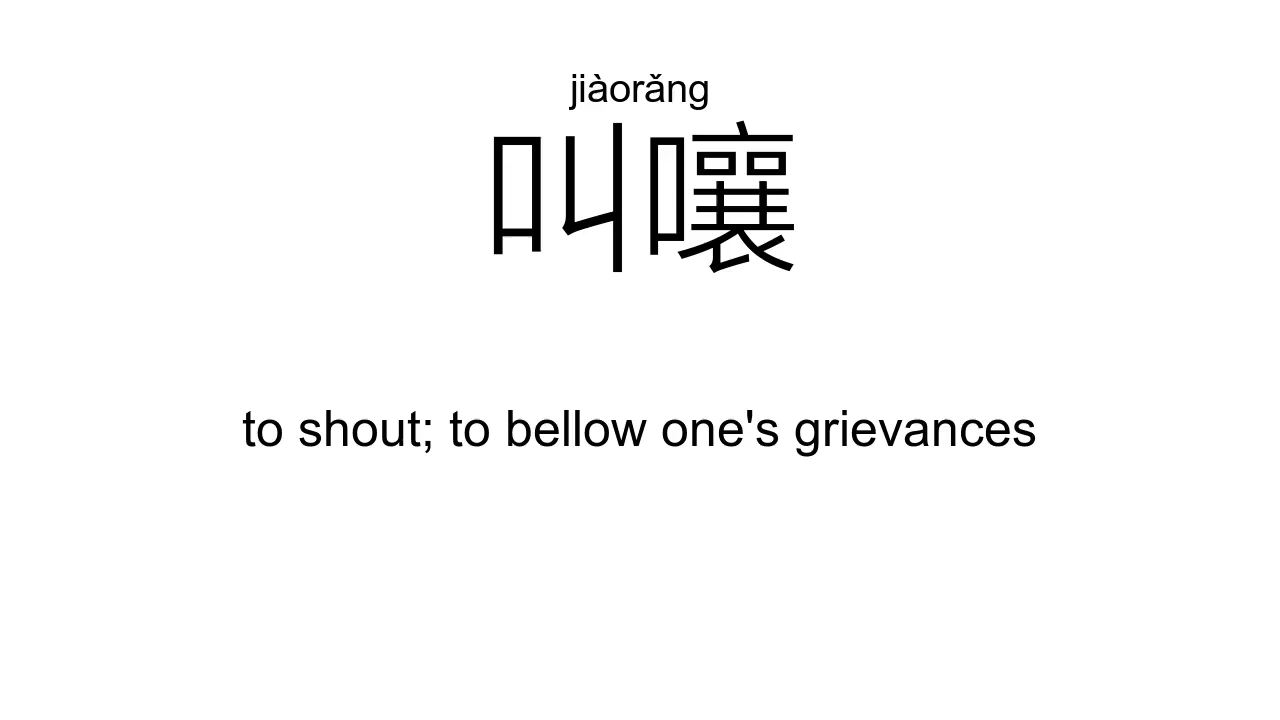 jiàorǎng
叫嚷
to shout; to bellow one's grievances